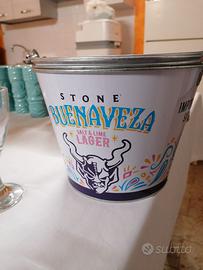 STONE
BUENAVEZA
SALT & LIME
LAGER
subito